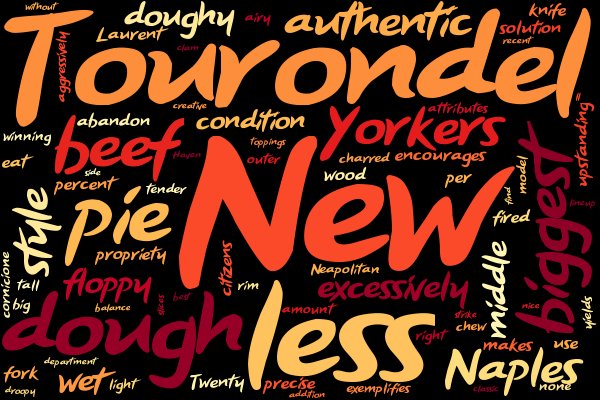 without
doughy
airy
authentic
knife
Laurent
solution
clam
recent
aggressively
Tourondel
creative
abandon
condition
Yorkers
attributes
winning
beef
toppings
Haven
outer
charred
encourages
upstanding
eat
side
percent
tender
wood
per
model
find
style
pie
New
fired
biggest
lineup
propriety
citizens
Neapolitan
cornicione
tall
floppy
rim
excessively
middle
big
balance
slices
best
amount
strike
nice
yields
dough
less
right
chew
makes
use
department
fork
wet
light
Twenty
precise
exemplifies
Naples
droopy
addition
classic
none